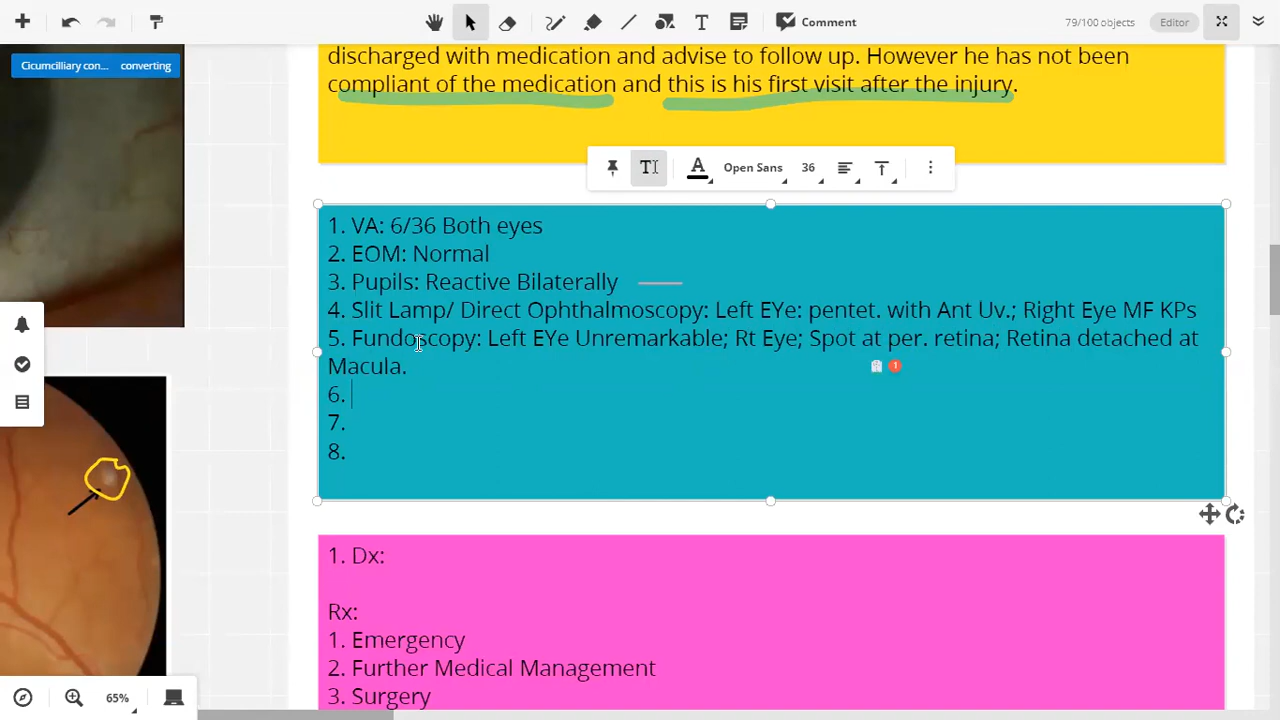 Comment
79/100 objects
Editor
Cicumcilliary con... converting
discharged with medication and advise to follow up. However he has not been
compliant of the medication and this is his first visit after the injury.
T
A
Open Sans
36
1. VA: 6/36 Both eyes
2. EOM: Normal
3. Pupils: Reactive Bilaterally
4. Slit Lamp/ Direct Ophthalmoscopy: Left EYe: pentet. with Ant Uv.; Right Eye MF KPs
5. Fundoscopy: Left EYe Unremarkable; Rt Eye; Spot at per. retina; Retina detached at
Macula.
1
6.
7.
8.
1. Dx:
Rx:
1. Emergency
2. Further Medical Management
3. Surgery
65%